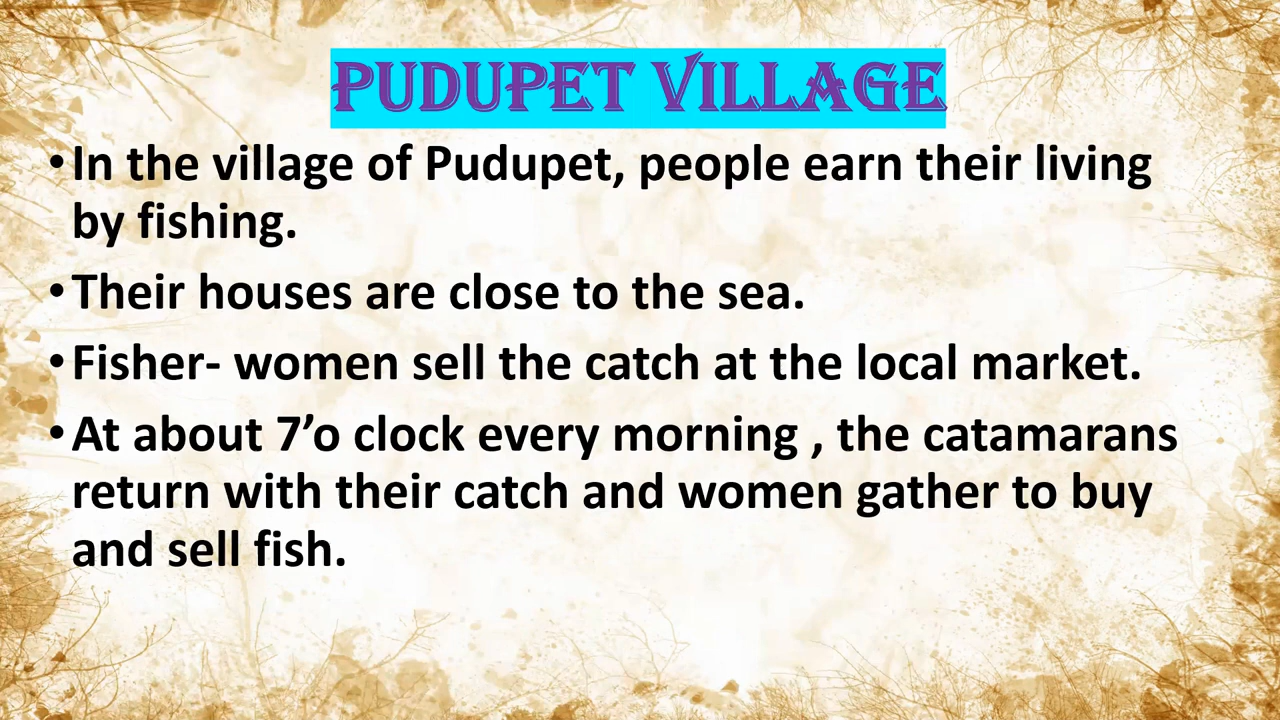 PUDUPET VILLAGE
•In the village of Pudupet, people earn their living
by fishing.
•Their houses are close to the sea.
•Fisher- women sell the catch at the local market.
•At about 7’o clock every morning , the catamarans
return with their catch and women gather to buy
and sell fish.